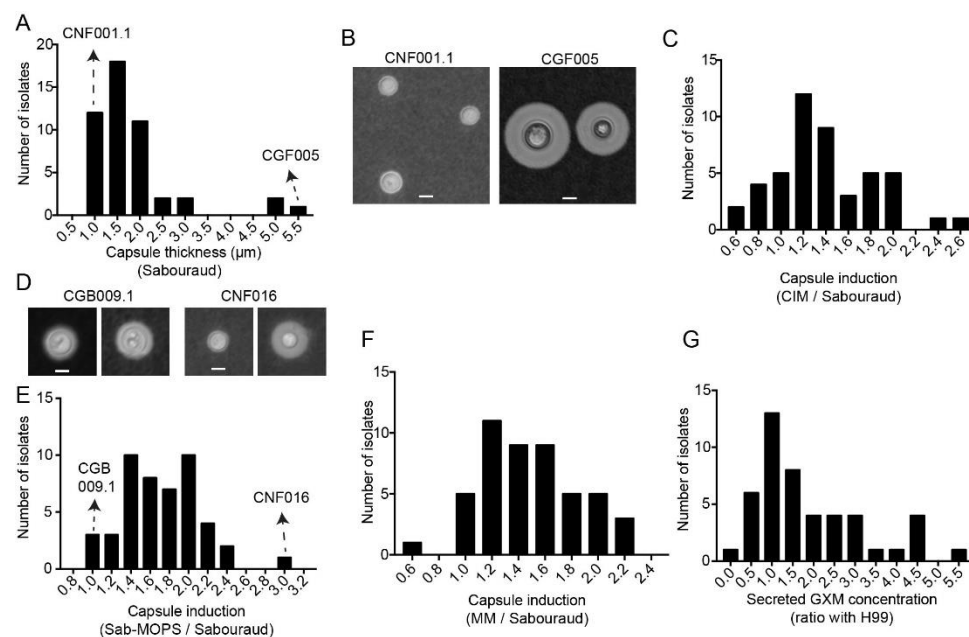 A
CNF001.1
Number of isolates
20
15
10
5
0
CGF005
0.5 1.0 1.5 2.0 2.5 3.0 3.5 4.0 4.5 5.0 5.5
Capsule thickness (µm)
(Sabouraud)
B
CNF001.1 CGF005
C
Number of isolates
15
10
5
0
0.6 0.8 1.0 1.2 1.4 1.6 1.8 2.0 2.2 2.4 2.6
Capsule induction
(CIM / Sabouraud)
D
CGB009.1 CNF016
E
Number of isolates
15
10
5
0
CGB
009.1
CNF016
0.8 1.0 1.2 1.4 1.6 1.8 2.0 2.2 2.4 2.6 2.8 3.0 3.2
Capsule induction
(Sab-MOPS / Sabouraud)
F
Number of isolates
15
10
5
0
0.6 0.8 1.0 1.2 1.4 1.6 1.8 2.0 2.2 2.4
Capsule induction
(MM / Sabouraud)
G
Number of isolates
15
10
5
0
0.0 0.5 1.0 1.5 2.0 2.5 3.0 3.5 4.0 4.5 5.0 5.5
Secreted GXM concentration
(ratio with H99)